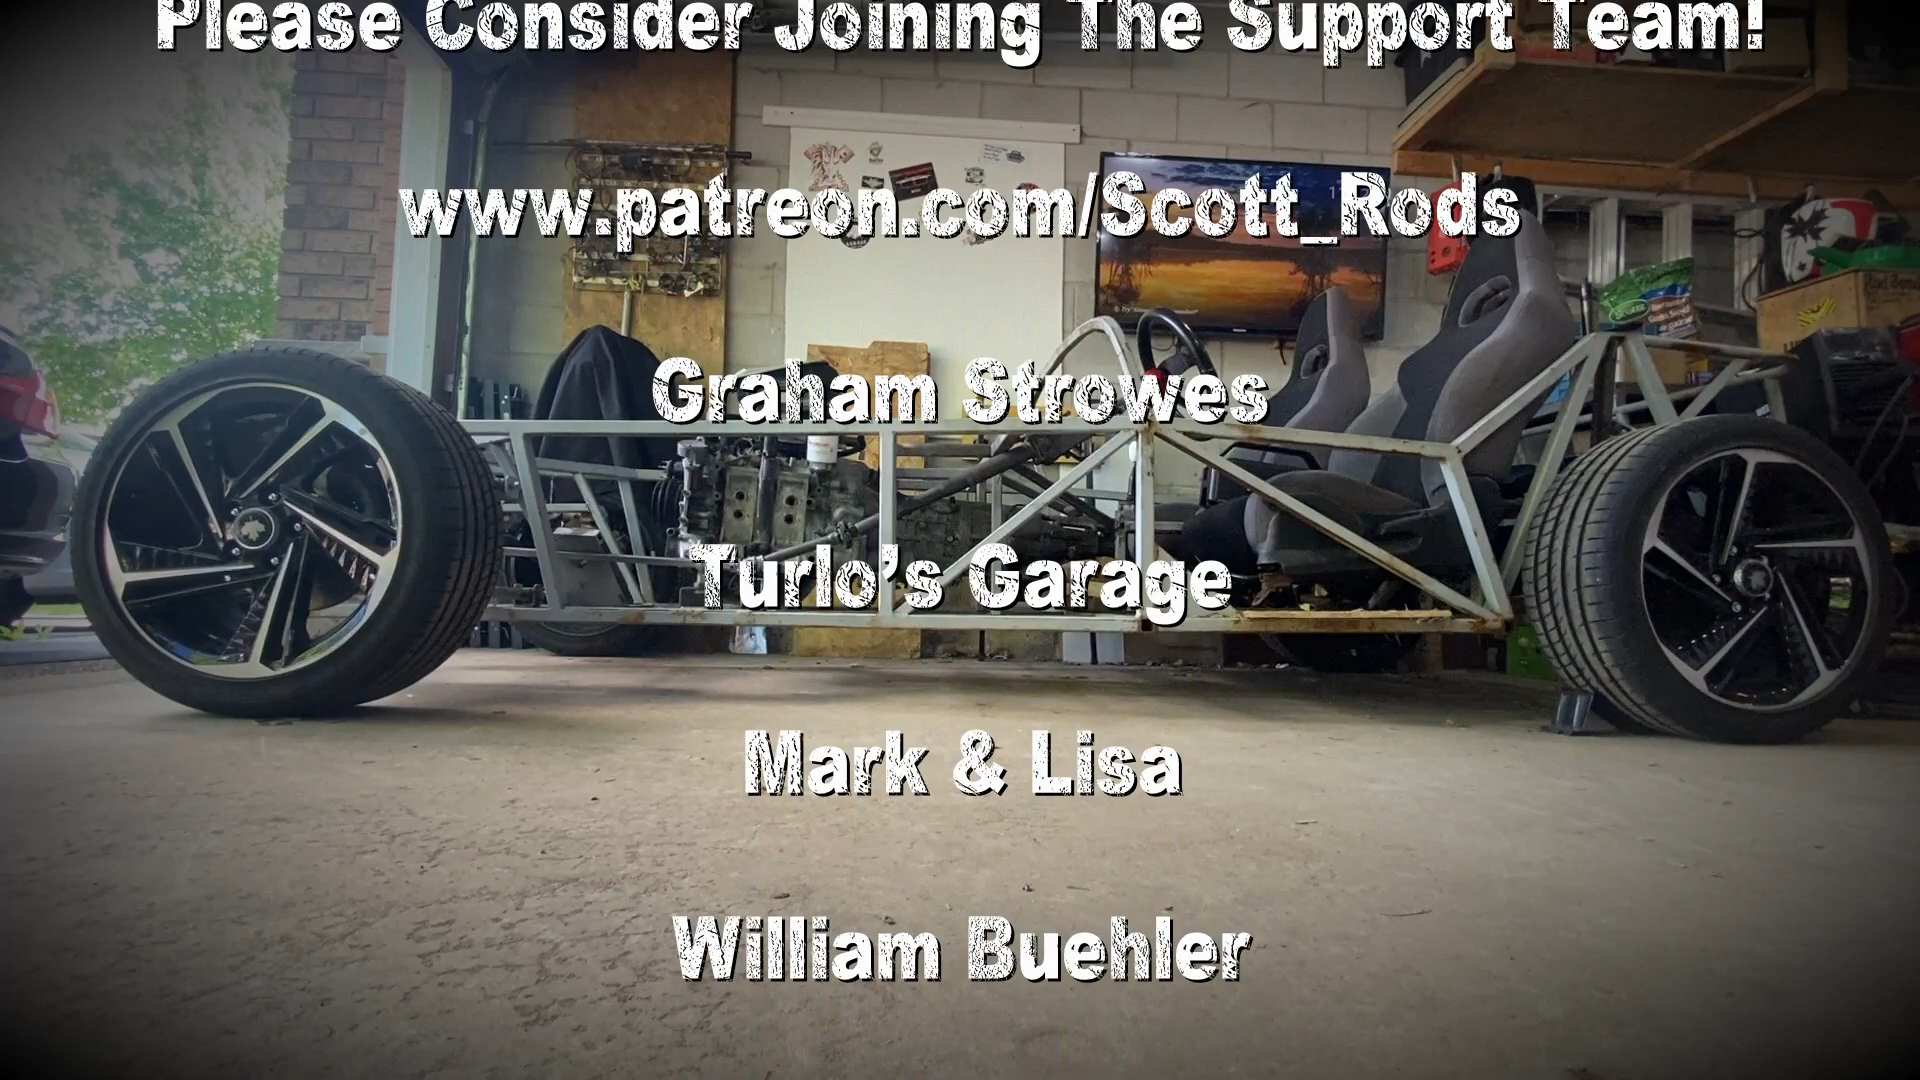 Please Consider Joining The Support Team!
www.patreon.com/Scott_Rods
Graham Strowes
Turlo's Garage
Mark & Lisa
William Buehler